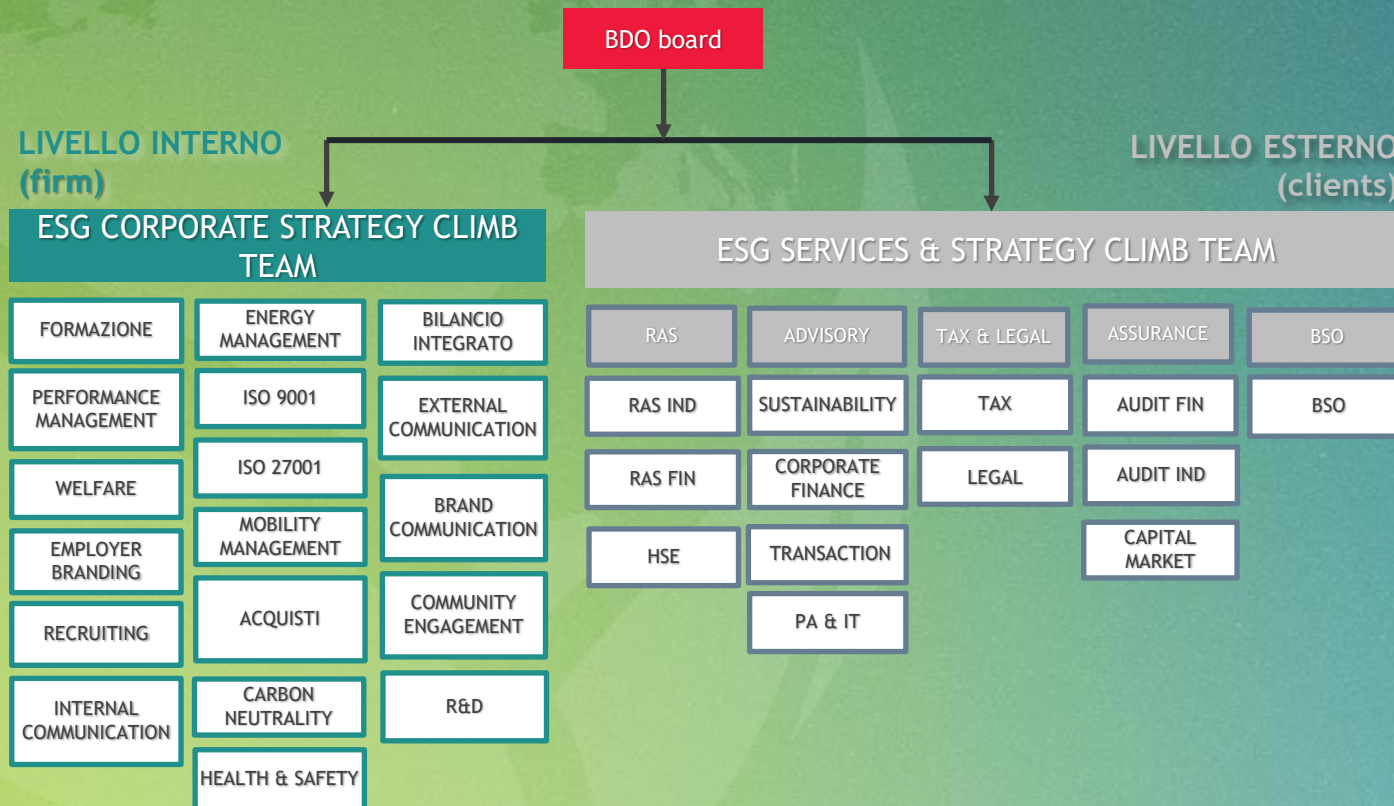 BDO board
LIVELLO INTERNO
(firm)
LIVELLO ESTERNO
(clients)
ESG CORPORATE STRATEGY CLIMB
TEAM
FORMAZIONE
PERFORMANCE
MANAGEMENT
WELFARE
EMPLOYER
BRANDING
RECRUITING
INTERNAL
COMMUNICATION
ENERGY
MANAGEMENT
ISO 9001
ISO 27001
MOBILITY
MANAGEMENT
ACQUISTI
CARBON
NEUTRALITY
HEALTH & SAFETY
BILANCIO
INTEGRATO
EXTERNAL
COMMUNICATION
BRAND
COMMUNICATION
COMMUNITY
ENGAGEMENT
R&D
ESG SERVICES & STRATEGY CLIMB TEAM
RAS
RAS IND
RAS FIN
HSE
ADVISORY
SUSTAINABILITY
CORPORATE
FINANCE
TRANSACTION
PA & IT
TAX & LEGAL
TAX
LEGAL
ASSURANCE
AUDIT FIN
AUDIT IND
CAPITAL
MARKET
BSO
BSO